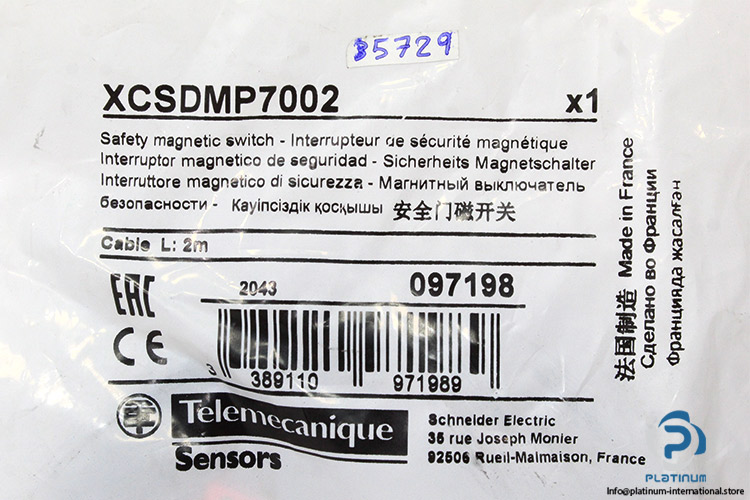 35729
XCSDMP7002 x1
Safety magnetic switch - Interrupteur de sécurité magnétique
Interruptor magnetico de seguridad - Sicherheits Magnetschalter
Interruttore magnetico di sicurezza - Магнитный выключатель
безопасности - Қауіпсіздік қосқышы 安全门磁开关
Cable L: 2m
EAC
2043
097198
CE
3 389110 971989
Telemecanique
Sensors
Schneider Electric
35 rue Joseph Monier
92506 Rueil-Malmaison, France
法国制造 Made in France
Сделано во Франции
Францияда жасалған
PLATINUM
Info@platinum-international.store